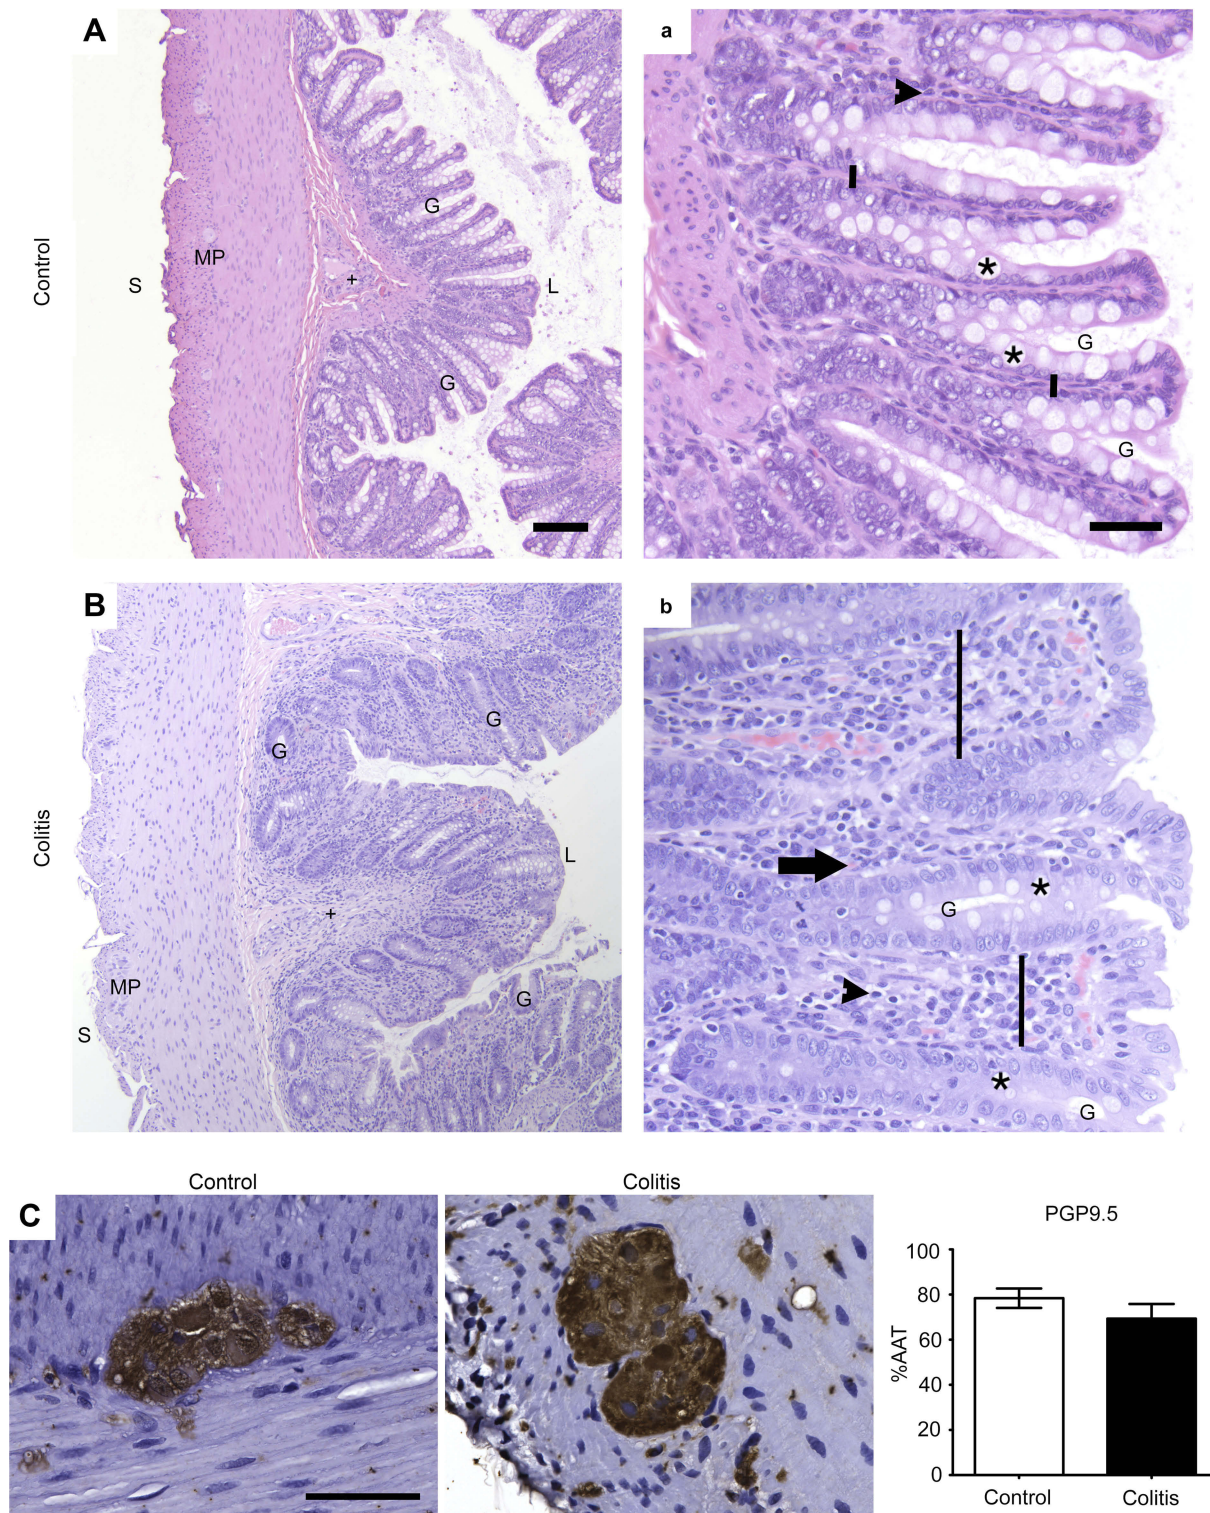 A
a
Control
G
MP
+
S
L
G
*
G
*
G
B
b
Colitis
G
G
L
*
G
+
MP
G
S
*
G
Control
Colitis
C
PGP9.5
100
80
60
40
20
0
%AAT
Control
Colitis